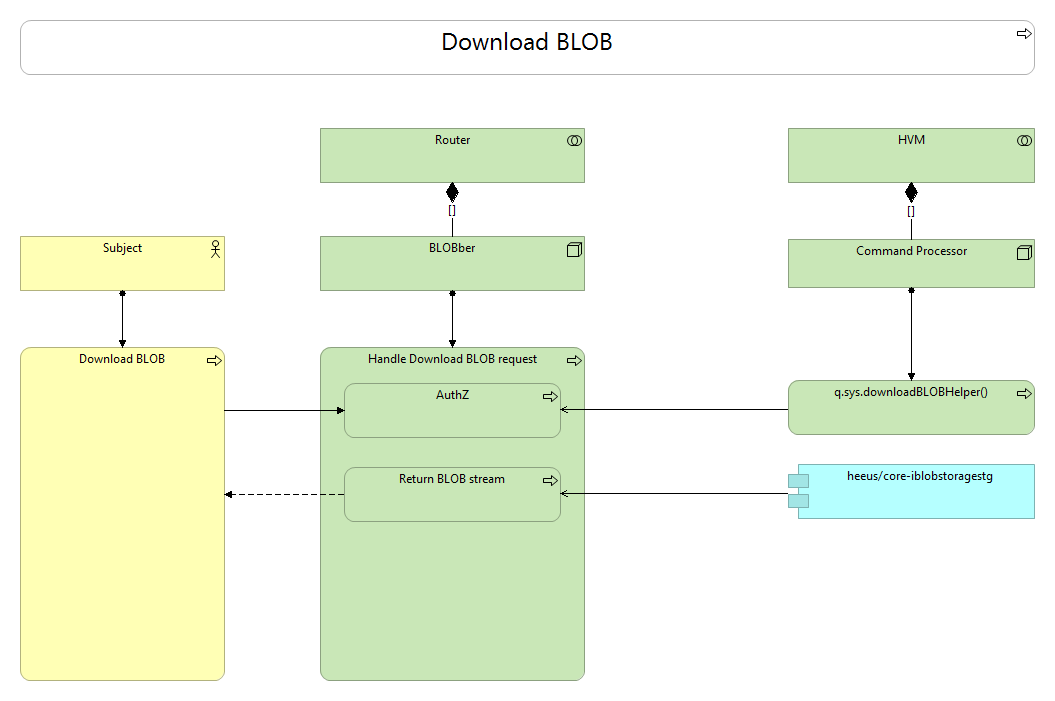 Download BLOB
Router
HVM
[]
[]
Subject
BLOBber
Command Processor
Download BLOB
Handle Download BLOB request
AuthZ
q.sys.downloadBLOBHelper()
Return BLOB stream
heeus/core-iblobstoragestg